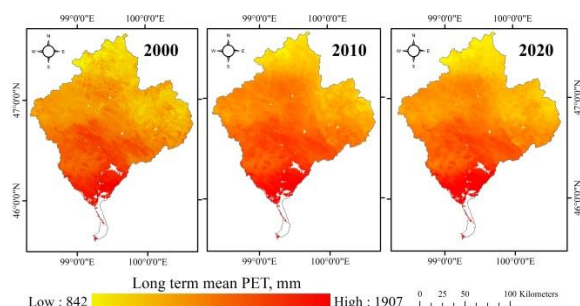 99°0'0"E 100°0'0"E 99°0'0"E 100°0'0"E 99°0'0"E 100°0'0"E
N N N
W E W E W E
S S S
2000 2010 2020
47°0'0"N 47°0'0"N
46°0'0"N 46°0'0"N
99°0'0"E 100°0'0"E 99°0'0"E 100°0'0"E 99°0'0"E 100°0'0"E
Long term mean PET, mm
Low : 842 High : 1907
0 25 50 100 Kilometers